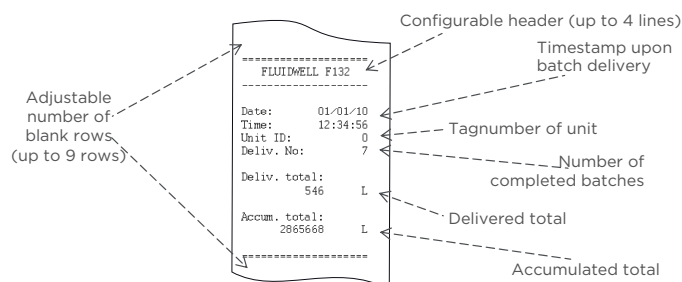 Configurable header (up to 4 lines)
Timestamp upon
batch delivery
Adjustable
number of
blank rows
(up to 9 rows)
====================
FLUIDWELL F132
--------------------
Date: 01/01/10
Time: 12:34:56
Unit ID: 0
Deliv. No: 7
Deliv. total:
546 L
Accum. total:
2865668 L
====================
Tagnumber of unit
Number of
completed batches
Delivered total
Accumulated total